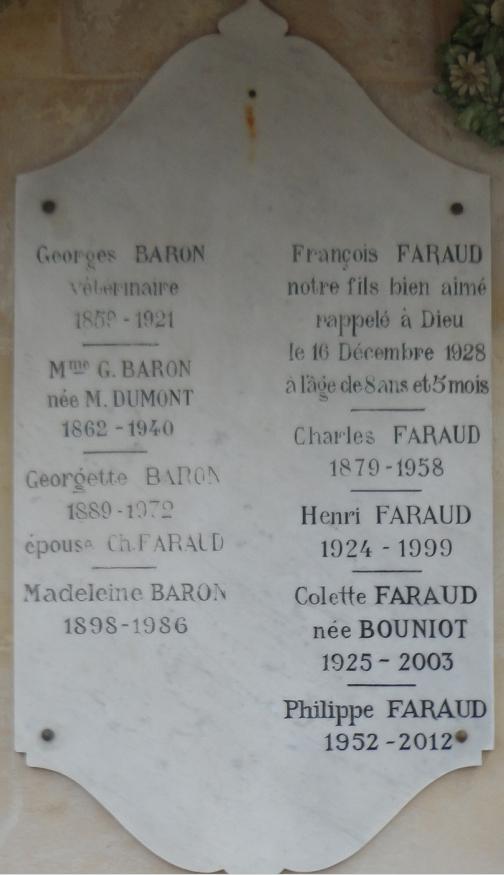 Georges BARON
vétérinaire
1859-1921
Mme G. BARON
née M. DUMONT
1862-1940
Georgette BARON
1889-1972
épouse Ch. FARAUD
Madeleine BARON
1898-1986
François FARAUD
notre fils bien aimé
rappelé à Dieu
le 16 Décembre 1928
à l'âge de 8 ans et 5 mois
Charles FARAUD
1879-1958
Henri FARAUD
1924-1999
Colette FARAUD
née BOUNIOT
1925-2003
Philippe FARAUD
1952-2012